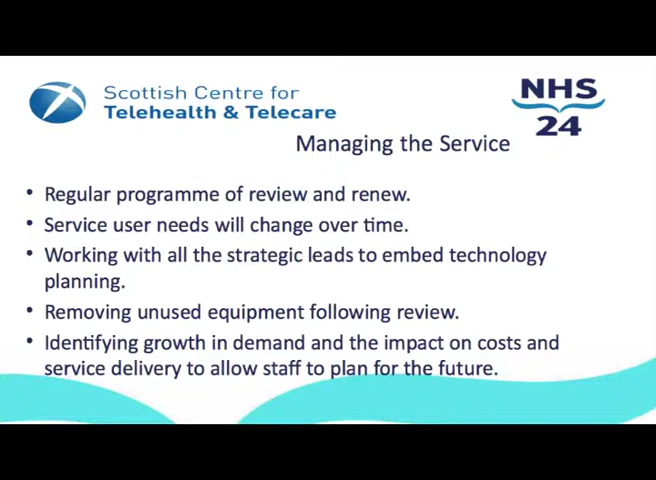 Scottish Centre for
Telehealth & Telecare
NHS
24
Managing the Service
• Regular programme of review and renew.
• Service user needs will change over time.
• Working with all the strategic leads to embed technology
planning.
• Removing unused equipment following review.
• Identifying growth in demand and the impact on costs and
service delivery to allow staff to plan for the future.